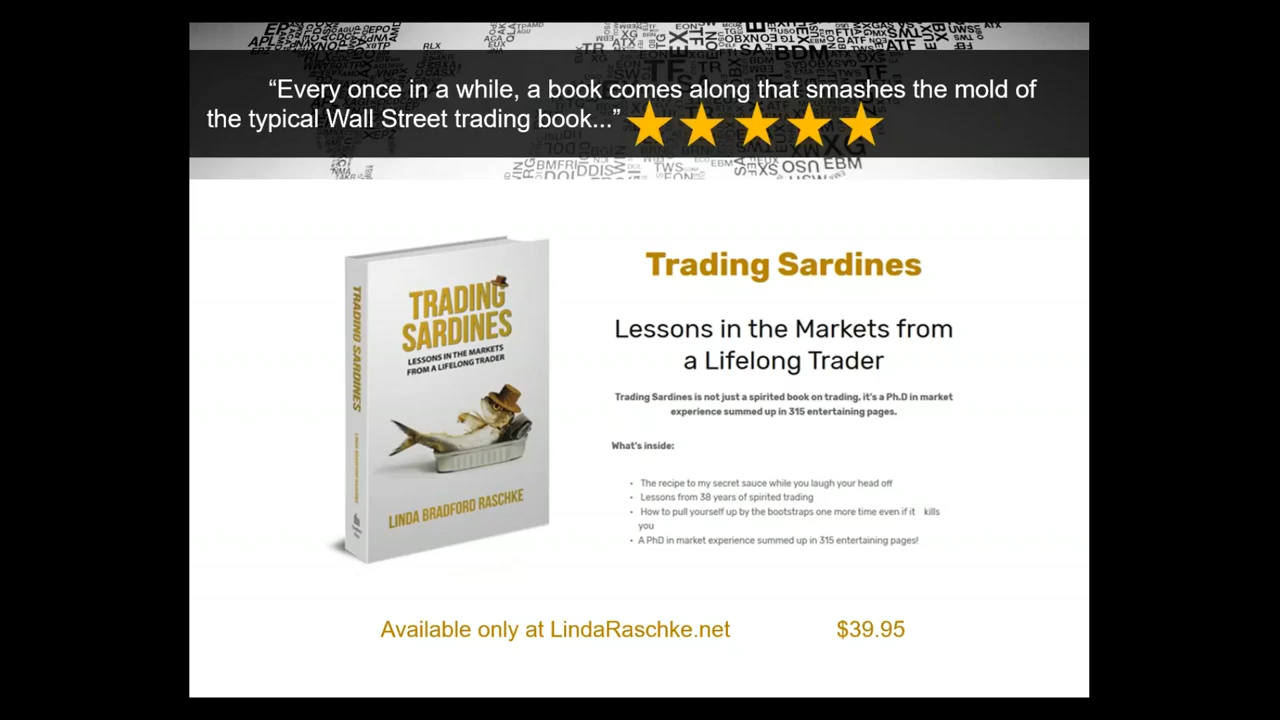 “Every once in a while, a book comes along that smashes the mold of
the typical Wall Street trading book...”
TRADING SARDINES
LINDA BRADFORD RASCHKE
TRADING
SARDINES
LESSONS IN THE MARKETS
FROM A LIFELONG TRADER
LINDA BRADFORD RASCHKE
Trading Sardines
Lessons in the Markets from
a Lifelong Trader
Trading Sardines is not just a spirited book on trading, it's a Ph.D in market
experience summed up in 315 entertaining pages.
What's inside:
• The recipe to my secret sauce while you laugh your head off
• Lessons from 38 years of spirited trading
• How to pull yourself up by the bootstraps one more time even if it kills
you
• A PhD in market experience summed up in 315 entertaining pages!
Available only at LindaRaschke.net $39.95